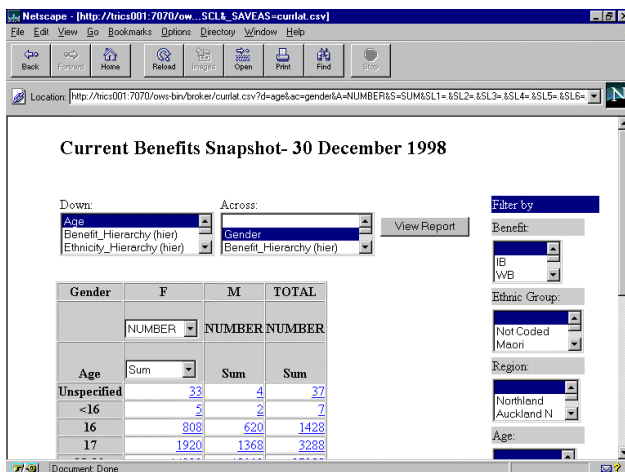 Netscape - [http://trics001:7070/ow...SCL&_SAVEAS=currlat.csv]
File Edit View Go Bookmarks Options Directory Window Help
Back Forward Home Reload Images Open Print Find Stop
Location: http://trics001:7070/ows-bin/broker/currlat.csv?d=age&ac=gender&A=NUMBER&S=SUM&SL1=.&SL2=.&SL3=.&SL4=.&SL5=.&SL6=.
N
Current Benefits Snapshot- 30 December 1998
Down: Across: Filter by
Age
Benefit_Hierarchy (hier)
Ethnicity_Hierarchy (hier)
Gender
Benefit_Hierarchy (hier)
View Report
Benefit:
IB
WB
Ethnic Group:
Not Coded
Maori
Region:
Northland
Auckland N
Age:
Gender F M TOTAL
NUMBER NUMBER NUMBER
Age Sum Sum Sum
Unspecified 33 4 37
<16 5 2 7
16 808 620 1428
17 1920 1368 3288
Document: Done